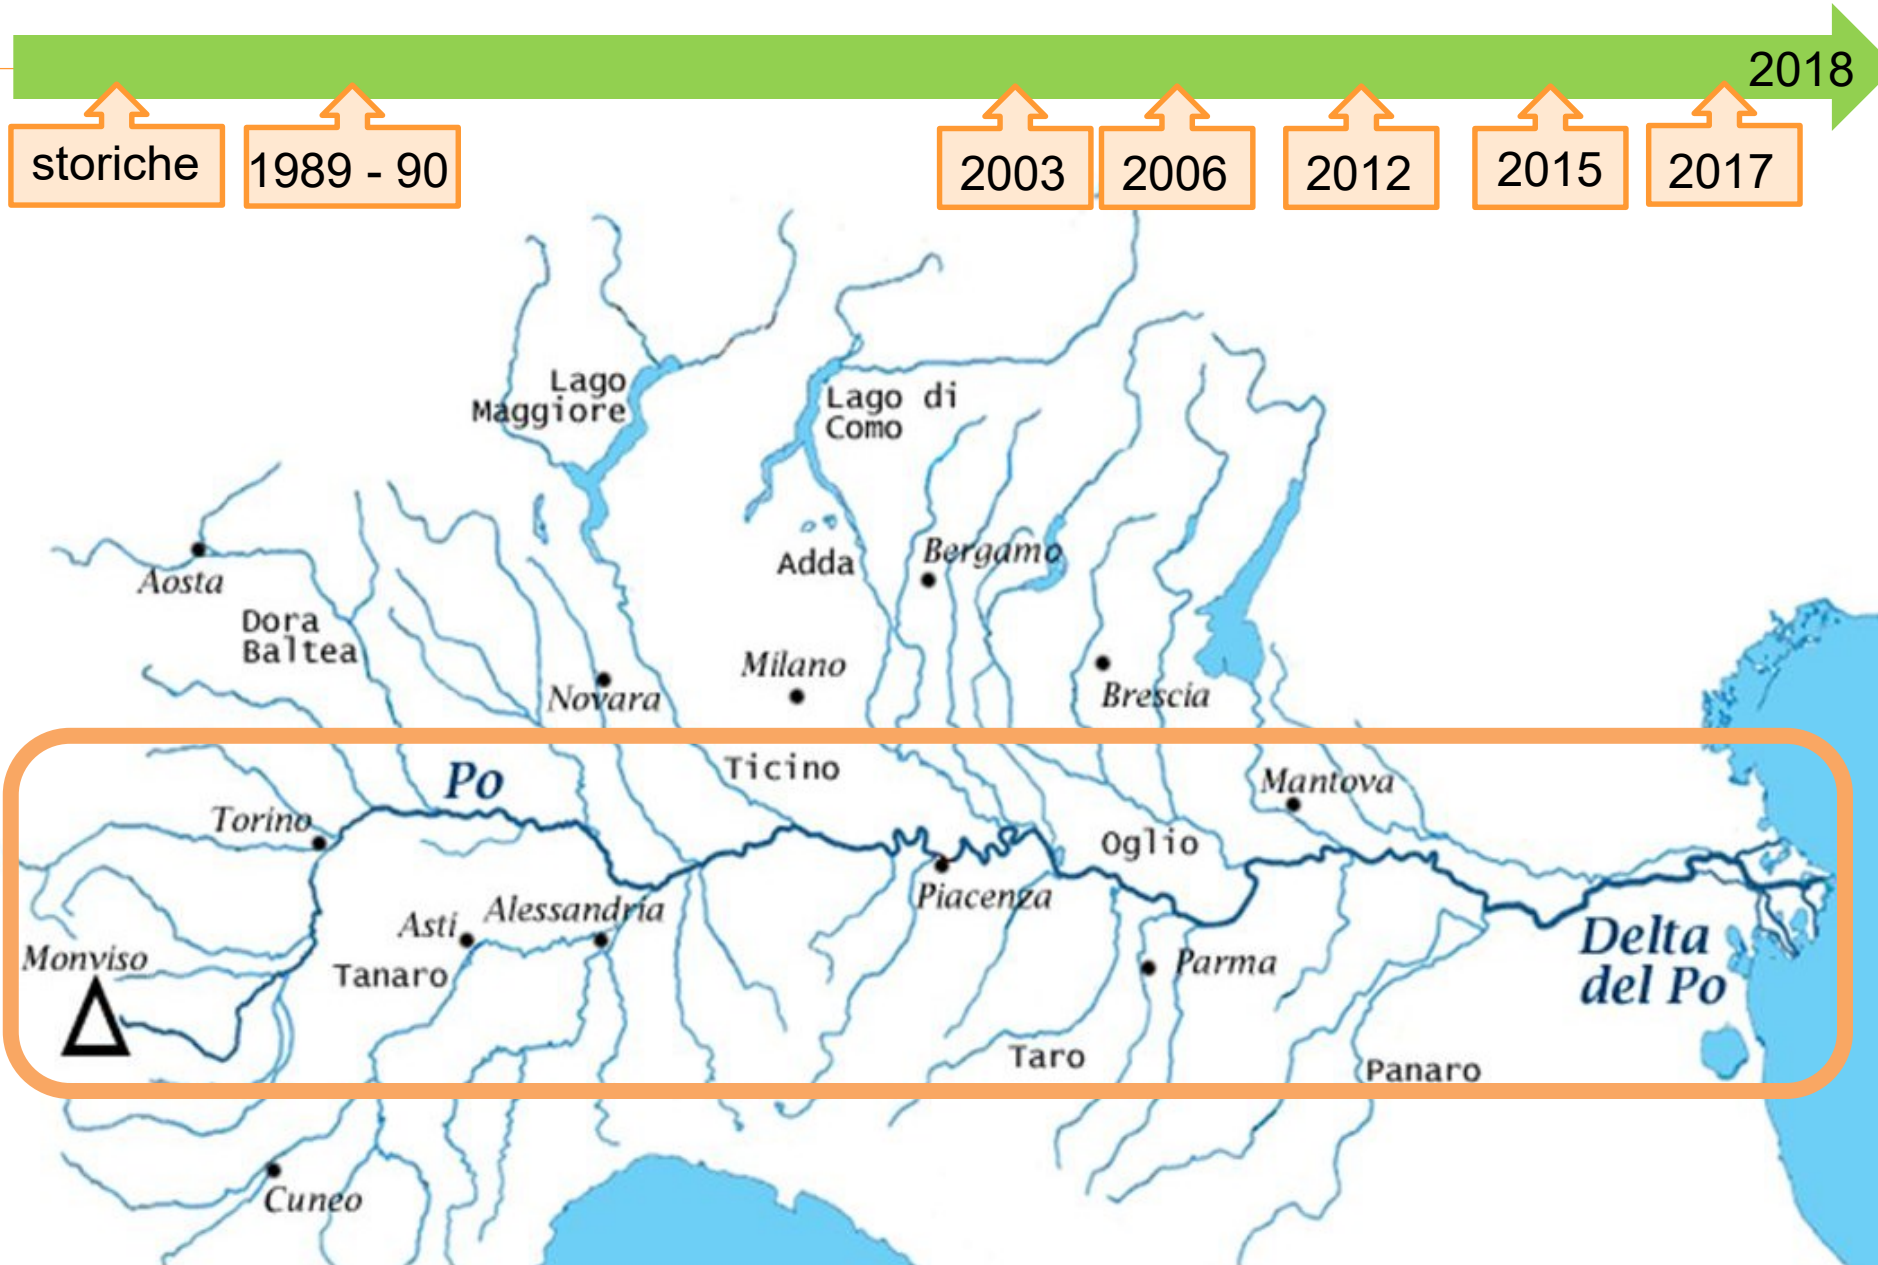 2018
storiche
1989 - 90
2003
2006
2012
2015
2017
Lago
Maggiore
Lago di
Como
Adda
Bergamo
Aosta
Dora
Baltea
Milano
Novara
Brescia
Po
Ticino
Mantova
Torino
Oglio
Piacenza
Asti
Alessandria
Delta
del Po
Monviso
Tanaro
Parma
Taro
Panaro
Cuneo